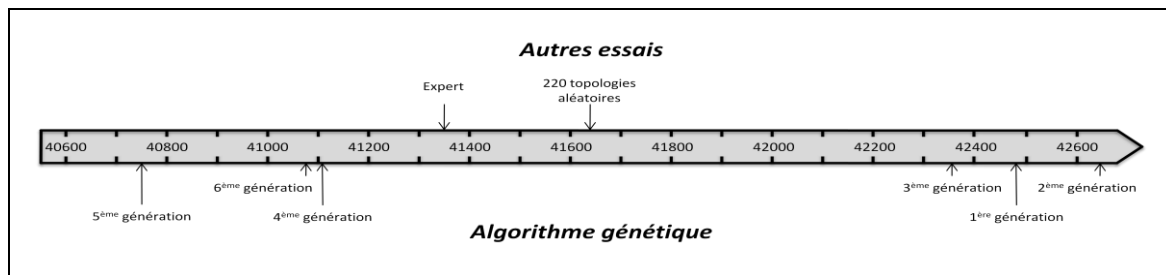 Autres essais
Expert
220 topologies
aléatoires
40600 40800 41000 41200 41400 41600 41800 42000 42200 42400 42600
6ème génération 3ème génération 2ème génération
5ème génération 4ème génération 1ère génération
Algorithme génétique